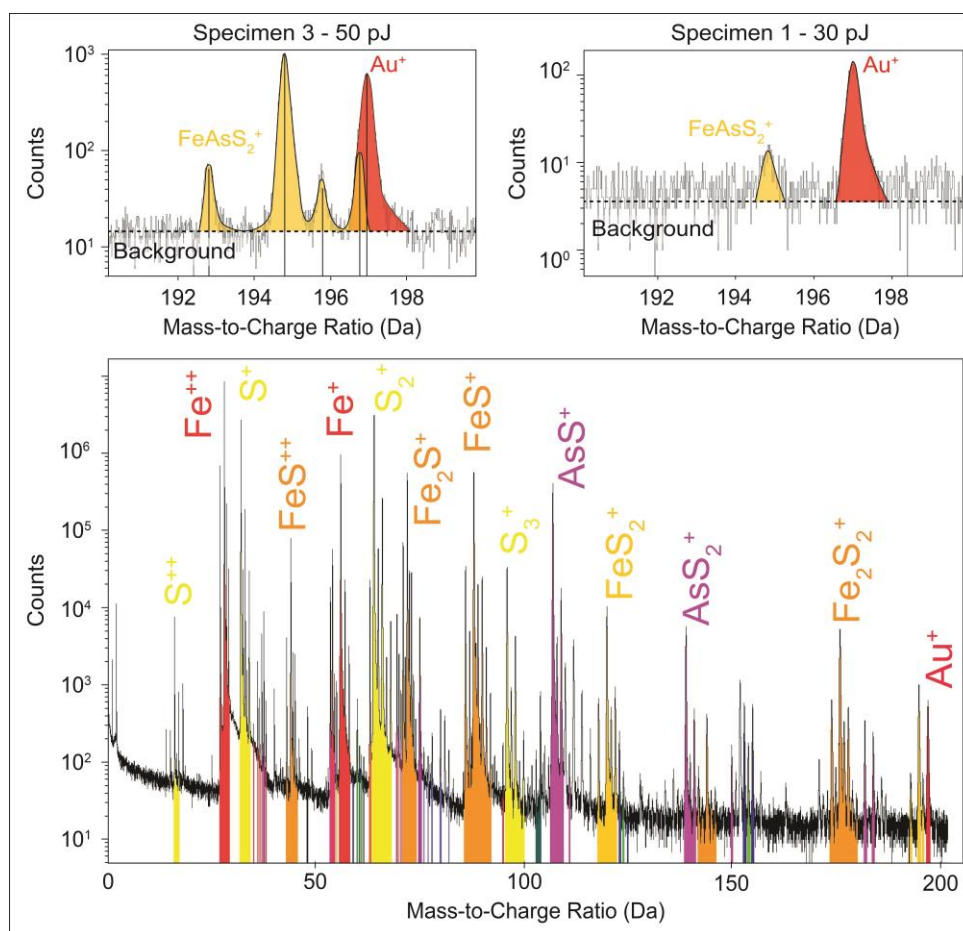 Specimen 3 - 50 pJ
10³
Au⁺
FeAsS₂⁺
Counts
10²
10¹
Background
192 194 196 198
Mass-to-Charge Ratio (Da)
Specimen 1 - 30 pJ
10²
Au⁺
FeAsS₂⁺
Counts
10¹
Background
10⁰
192 194 196 198
Mass-to-Charge Ratio (Da)
Counts
10⁶
10⁵
10⁴
10³
10²
10¹
S⁺⁺
Fe⁺⁺
S⁺
FeS⁺⁺
Fe⁺
S₂⁺
Fe₂S⁺
FeS⁺
S₃⁺
AsS⁺
FeS₂⁺
AsS₂⁺
Fe₂S₂⁺
Au⁺
0 50 100 150 200
Mass-to-Charge Ratio (Da)